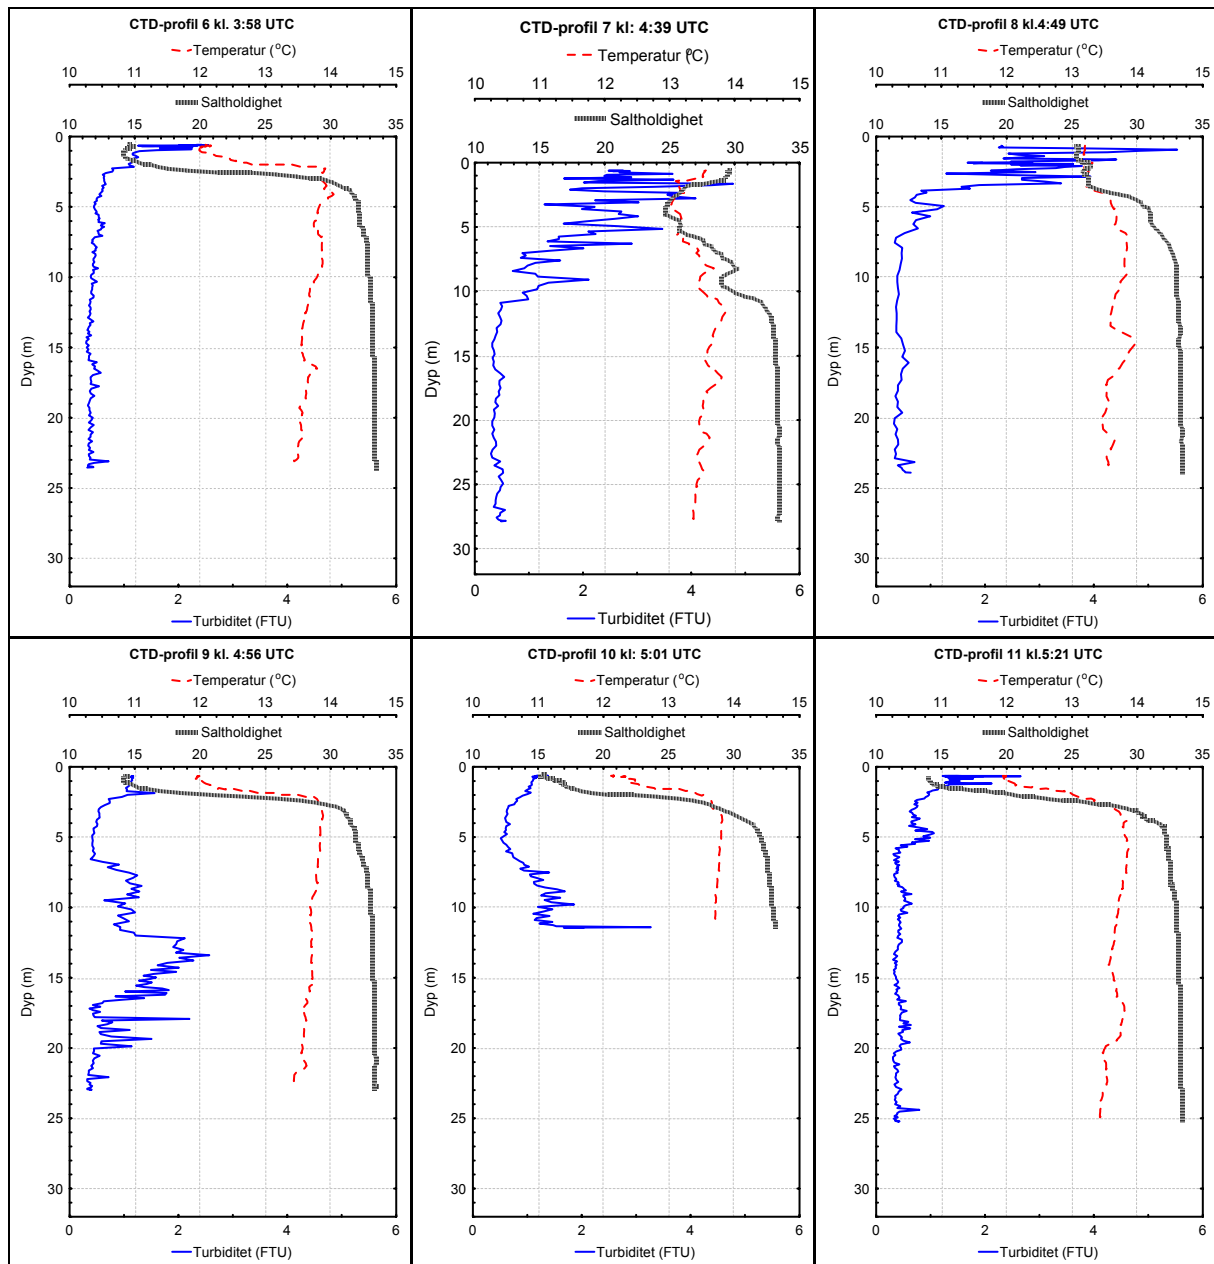 CTD-profil 6 kl. 3:58 UTC
Temperatur (°C)
10 11 12 13 14 15
Saltholdighet
10 15 20 25 30 35
0
5
10
15
20
25
30
Dyp (m)
0 2 4 6
Turbiditet (FTU)
CTD-profil 7 kl: 4:39 UTC
Temperatur (°C)
10 11 12 13 14 15
Saltholdighet
10 15 20 25 30 35
0
5
10
15
20
25
30
Dyp (m)
0 2 4 6
Turbiditet (FTU)
CTD-profil 8 kl.4:49 UTC
Temperatur (°C)
10 11 12 13 14 15
Saltholdighet
10 15 20 25 30 35
0
5
10
15
20
25
30
Dyp (m)
0 2 4 6
Turbiditet (FTU)
CTD-profil 9 kl. 4:56 UTC
Temperatur (°C)
10 11 12 13 14 15
Saltholdighet
10 15 20 25 30 35
0
5
10
15
20
25
30
Dyp (m)
0 2 4 6
Turbiditet (FTU)
CTD-profil 10 kl: 5:01 UTC
Temperatur (°C)
10 11 12 13 14 15
Saltholdighet
10 15 20 25 30 35
0
5
10
15
20
25
30
Dyp (m)
0 2 4 6
Turbiditet (FTU)
CTD-profil 11 kl.5:21 UTC
Temperatur (°C)
10 11 12 13 14 15
Saltholdighet
10 15 20 25 30 35
0
5
10
15
20
25
30
Dyp (m)
0 2 4 6
Turbiditet (FTU)